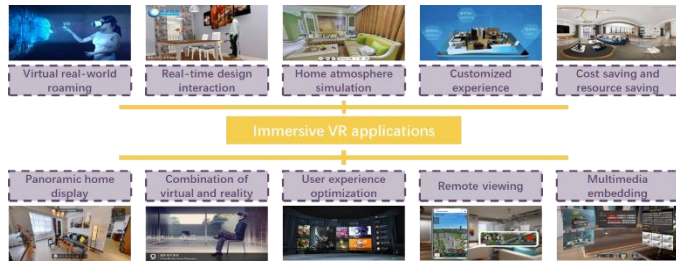 Virtual real-world
roaming
Real-time design
interaction
Home atmosphere
simulation
Customized
experience
Cost saving and
resource saving
Immersive VR applications
Panoramic home
display
Combination of
virtual and reality
User experience
optimization
Remote viewing
Multimedia
embedding